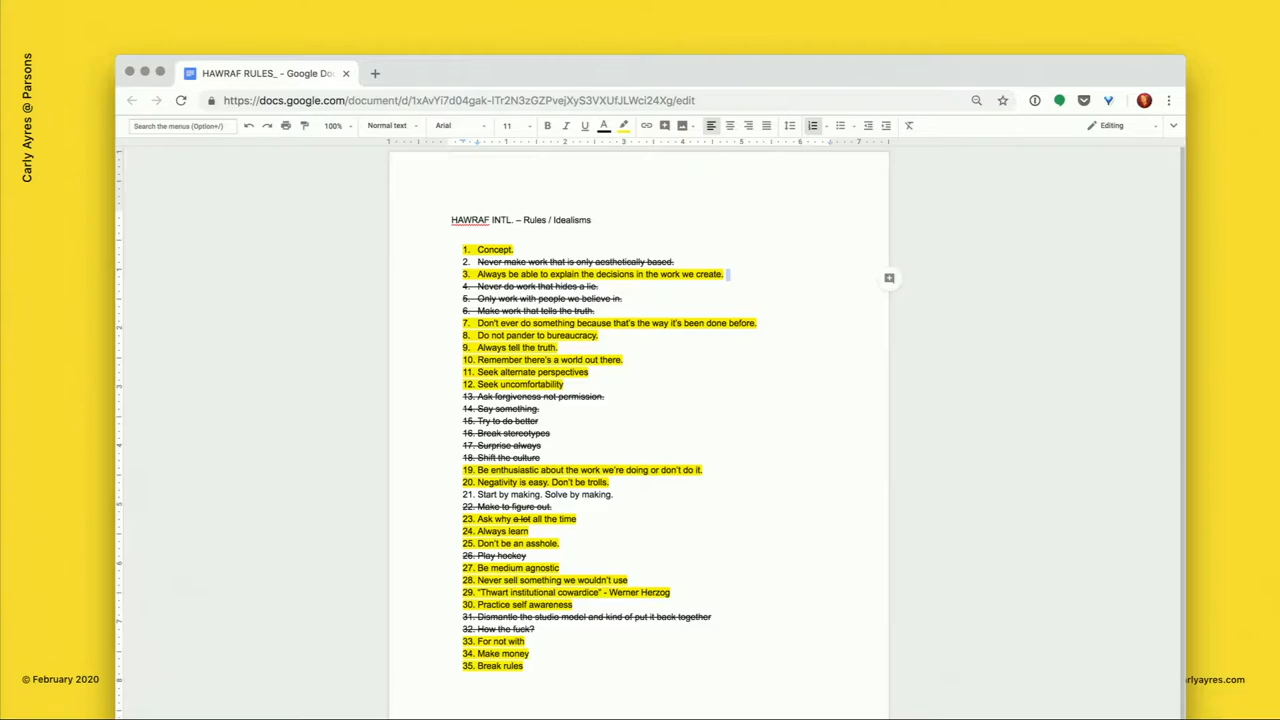 Carly Ayres @ Parsons
HAWRAF RULES_ - Google Do
https://docs.google.com/document/d/1xAvYi7d04gak-ITr2N3zGZPvejXyS3VXUfJLWci24Xg/edit
Search the menus (Option+/)
100%
Normal text
Arial
11
Editing
1 1 2 3 4 5 6 7
HAWRAF INTL. – Rules / Idealisms
1. Concept.
2. Never make work that is only aesthetically based.
3. Always be able to explain the decisions in the work we create.
4. Never do work that hides a lie.
5. Only work with people we believe in.
6. Make work that tells the truth.
7. Don't ever do something because that's the way it's been done before.
8. Do not pander to bureaucracy.
9. Always tell the truth.
10. Remember there's a world out there.
11. Seek alternate perspectives
12. Seek uncomfortability
13. Ask forgiveness not permission.
14. Say something.
15. Try to do better
16. Break stereotypes
17. Surprise always
18. Shift the culture
19. Be enthusiastic about the work we're doing or don't do it.
20. Negativity is easy. Don't be trolls.
21. Start by making. Solve by making.
22. Make to figure out.
23. Ask why a lot all the time
24. Always learn
25. Don't be an asshole.
26. Play hockey
27. Be medium agnostic
28. Never sell something we wouldn't use
29. "Thwart institutional cowardice" - Werner Herzog
30. Practice self awareness
31. Dismantle the studio model and kind of put it back together
32. How the fuck?
33. For not with
34. Make money
35. Break rules
© February 2020
arlyayres.com